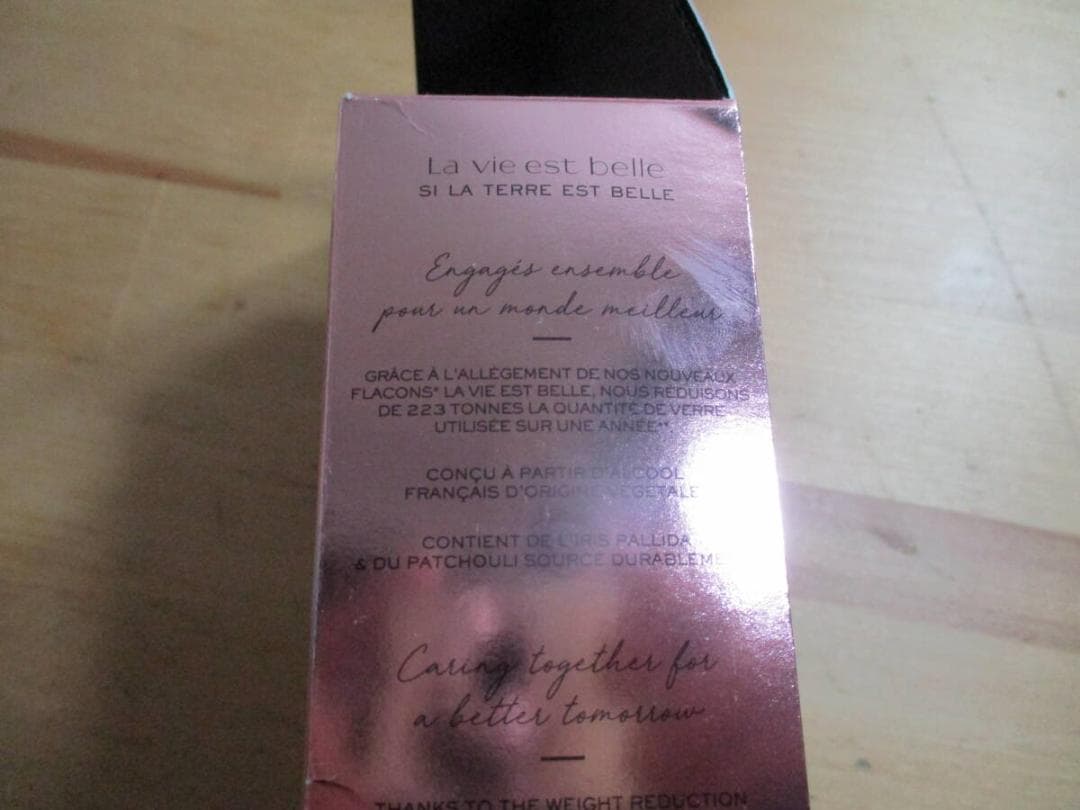 La vie est belle
SI LA TERRE EST BELLE
Engagés ensemble
pour un monde meilleur
GRÂCE À L'ALLÈGEMENT DE NOS NOUVEAUX
FLACONS* LA VIE EST BELLE, NOUS RÉDUISONS
DE 223 TONNES LA QUANTITÉ DE VERRE
UTILISÉE SUR UNE ANNÉE**
CONÇU À PARTIR D'ALCOOL
FRANÇAIS D'ORIGINE VÉGÉTALE
CONTIENT DE L'IRIS PALLIDA
& DU PATCHOULI SOURCÉ
Caring together for
a better tomorrow
THANKS TO THE WEIGHT REDUCTION